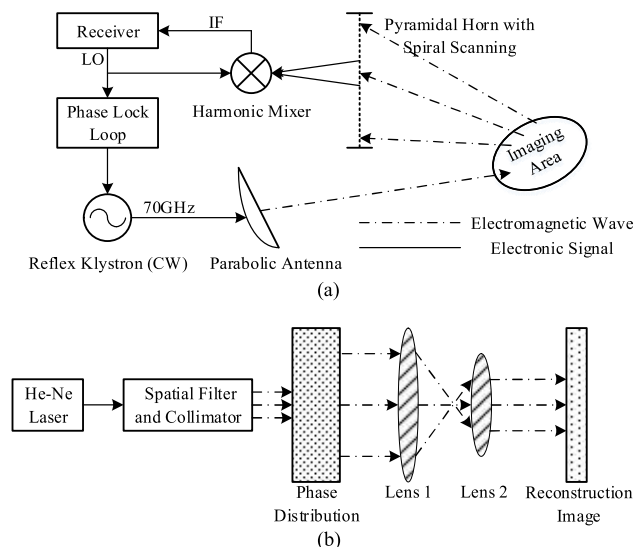 Receiver
IF
LO
Harmonic Mixer
Pyramidal Horn with
Spiral Scanning
Phase Lock
Loop
Imaging
Area
70GHz
Reflex Klystron (CW)
Parabolic Antenna
Electromagnetic Wave
Electronic Signal
(a)
He-Ne
Laser
Spatial Filter
and Collimator
Phase
Distribution
Lens 1
Lens 2
Reconstruction
Image
(b)